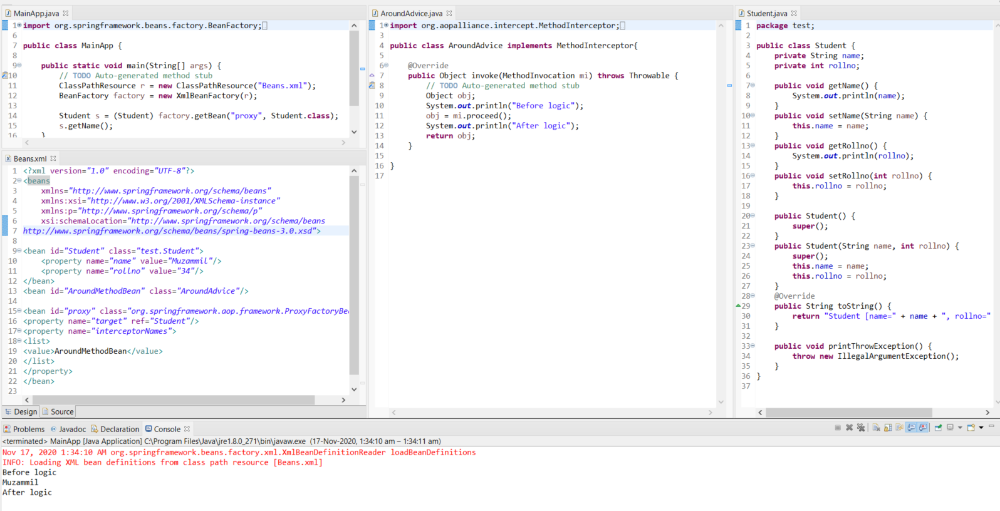 MainApp.java
1 import org.springframework.beans.factory.BeanFactory;
6
7 public class MainApp {
8
9     public static void main(String[] args) {
10         // TODO Auto-generated method stub
11         ClassPathResource r = new ClassPathResource("Beans.xml");
12         BeanFactory factory = new XmlBeanFactory(r);
13
14         Student s = (Student) factory.getBean("proxy", Student.class);
15         s.getName();
16     }
Beans.xml
1 <?xml version="1.0" encoding="UTF-8"?>
2 <beans
3     xmlns="http://www.springframework.org/schema/beans"
4     xmlns:xsi="http://www.w3.org/2001/XMLSchema-instance"
5     xmlns:p="http://www.springframework.org/schema/p"
6     xsi:schemaLocation="http://www.springframework.org/schema/beans
7 http://www.springframework.org/schema/beans/spring-beans-3.0.xsd">
8
9 <bean id="Student" class="test.Student">
10     <property name="name" value="Muzammil"/>
11     <property name="rollno" value="34"/>
12 </bean>
13 <bean id="AroundMethodBean" class="AroundAdvice"/>
14
15 <bean id="proxy" class="org.springframework.aop.framework.ProxyFactoryBe
16 <property name="target" ref="Student"/>
17 <property name="interceptorNames">
18 <list>
19 <value>AroundMethodBean</value>
20 </list>
21 </property>
22 </bean>
23
Design Source
AroundAdvice.java
1 import org.aopalliance.intercept.MethodInterceptor;
3
4 public class AroundAdvice implements MethodInterceptor{
5
6     @Override
7     public Object invoke(MethodInvocation mi) throws Throwable {
8         // TODO Auto-generated method stub
9         Object obj;
10         System.out.println("Before logic");
11         obj = mi.proceed();
12         System.out.println("After logic");
13         return obj;
14     }
15
16 }
17
Student.java
1 package test;
2
3 public class Student {
4     private String name;
5     private int rollno;
6
7     public void getName() {
8         System.out.println(name);
9     }
10     public void setName(String name) {
11         this.name = name;
12     }
13     public void getRollno() {
14         System.out.println(rollno);
15     }
16     public void setRollno(int rollno) {
17         this.rollno = rollno;
18     }
19
20     public Student() {
21         super();
22     }
23     public Student(String name, int rollno) {
24         super();
25         this.name = name;
26         this.rollno = rollno;
27     }
28     @Override
29     public String toString() {
30         return "Student [name=" + name + ", rollno="
31     }
32
33     public void printThrowException() {
34         throw new IllegalArgumentException();
35     }
36 }
37
Problems @ Javadoc Declaration Console
<terminated> MainApp [Java Application] C:\Program Files\Java\jre1.8.0_271\bin\javaw.exe (17-Nov-2020, 1:34:10 am – 1:34:11 am)
Nov 17, 2020 1:34:10 AM org.springframework.beans.factory.xml.XmlBeanDefinitionReader loadBeanDefinitions
INFO: Loading XML bean definitions from class path resource [Beans.xml]
Before logic
Muzammil
After logic